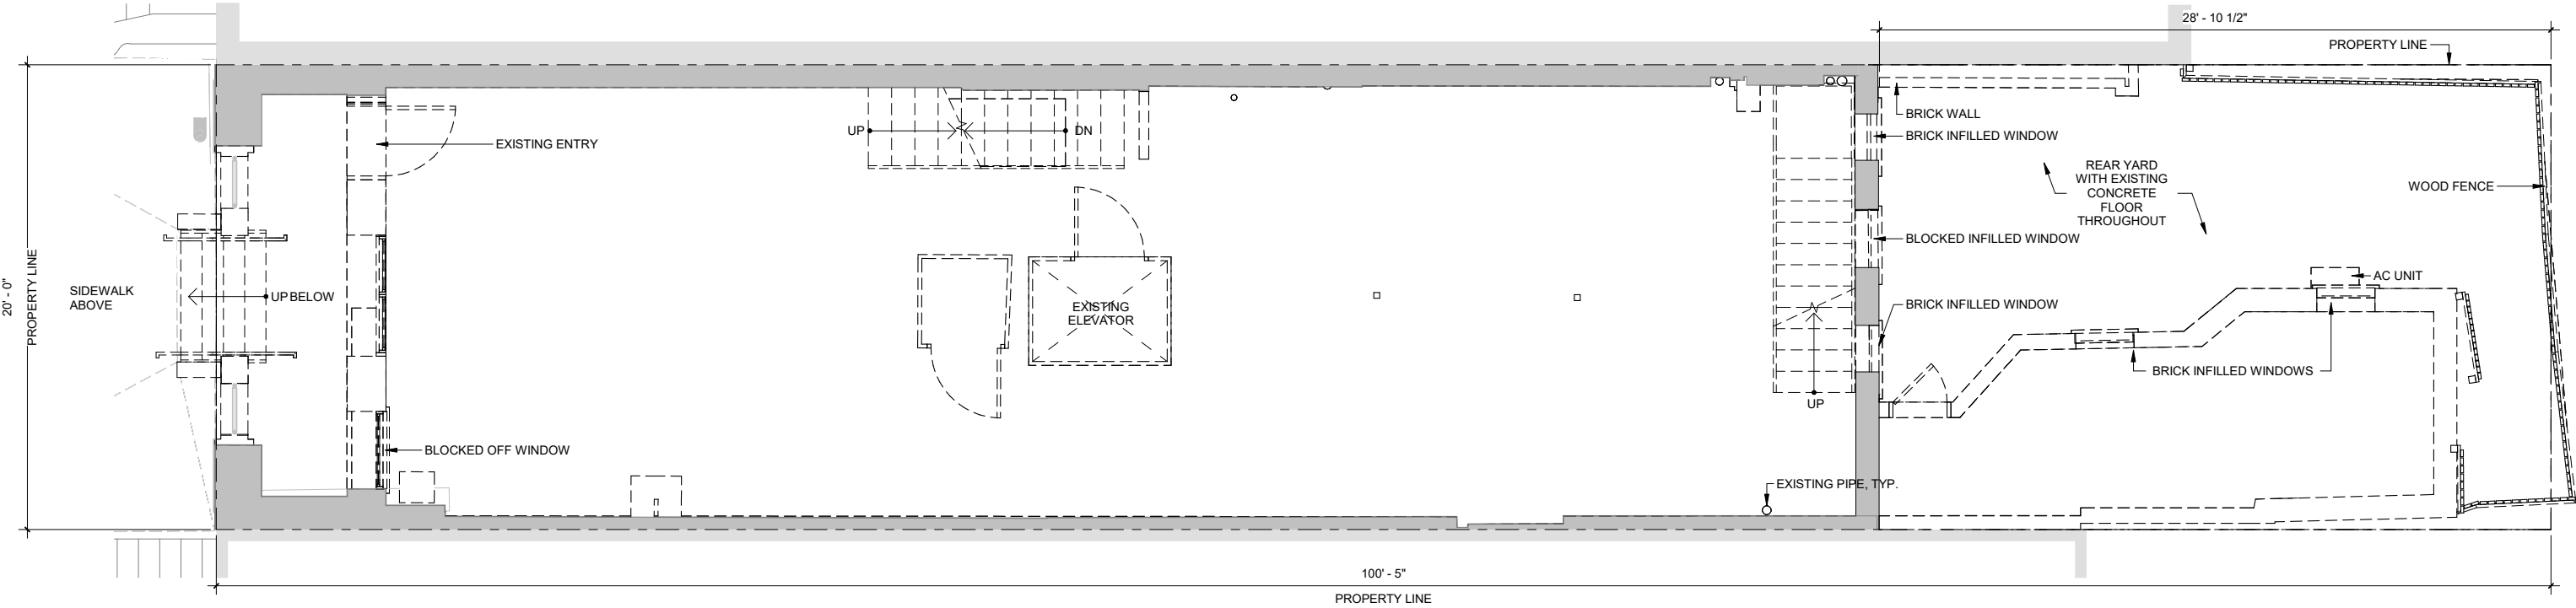 28' - 10 1/2"
PROPERTY LINE
BRICK WALL
BRICK INFILLED WINDOW
UP
DN
EXISTING ENTRY
REAR YARD
WITH EXISTING
CONCRETE
FLOOR
THROUGHOUT
WOOD FENCE
BLOCKED INFILLED WINDOW
20' - 0"
PROPERTY LINE
SIDEWALK
ABOVE
UP BELOW
EXISTING
ELEVATOR
AC UNIT
BRICK INFILLED WINDOW
BRICK INFILLED WINDOWS
UP
BLOCKED OFF WINDOW
EXISTING PIPE, TYP.
100' - 5"
PROPERTY LINE